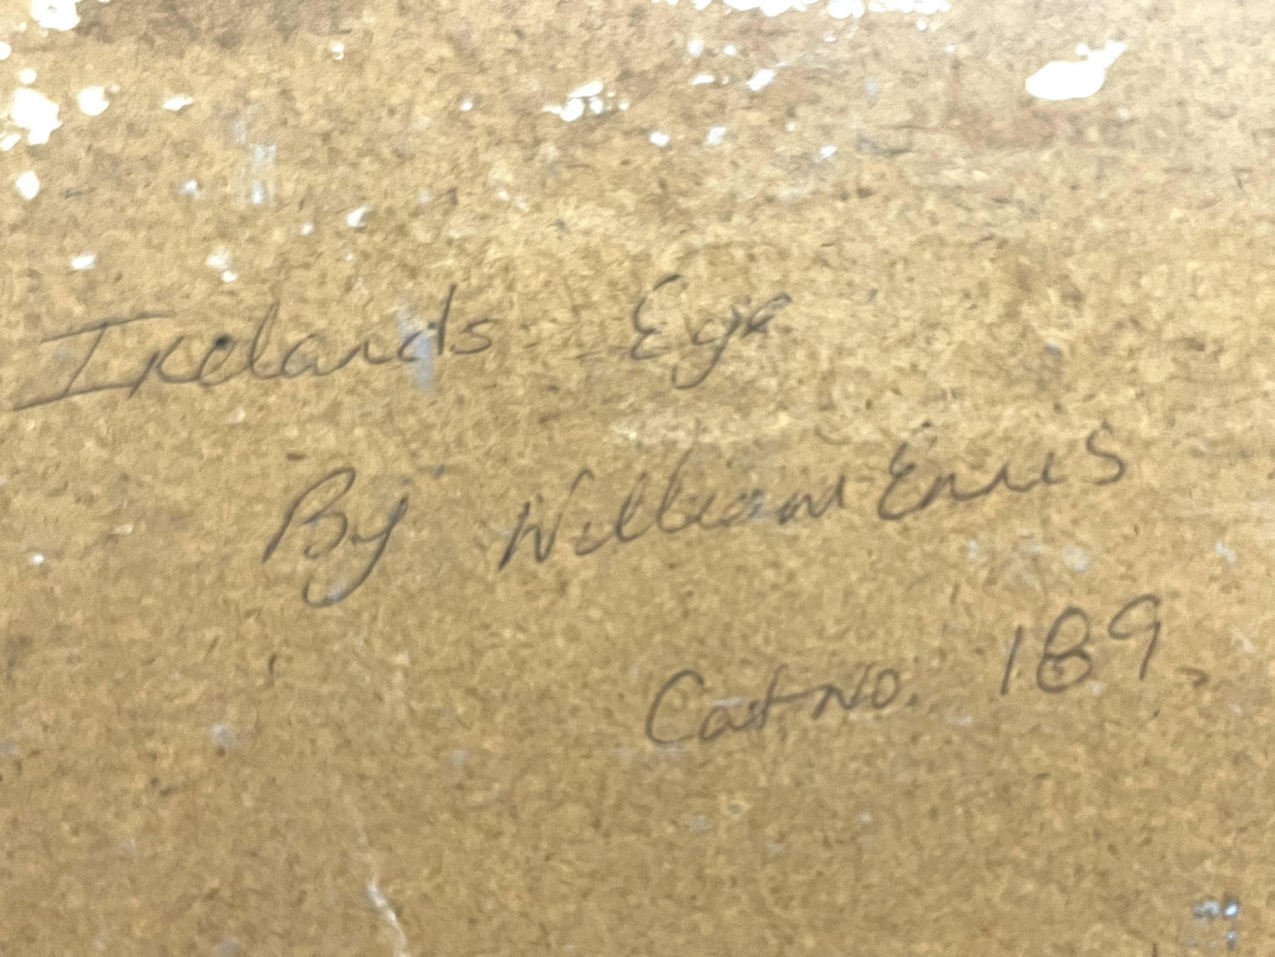 Irelands Eye
By William Ennis
Cat No. 189.